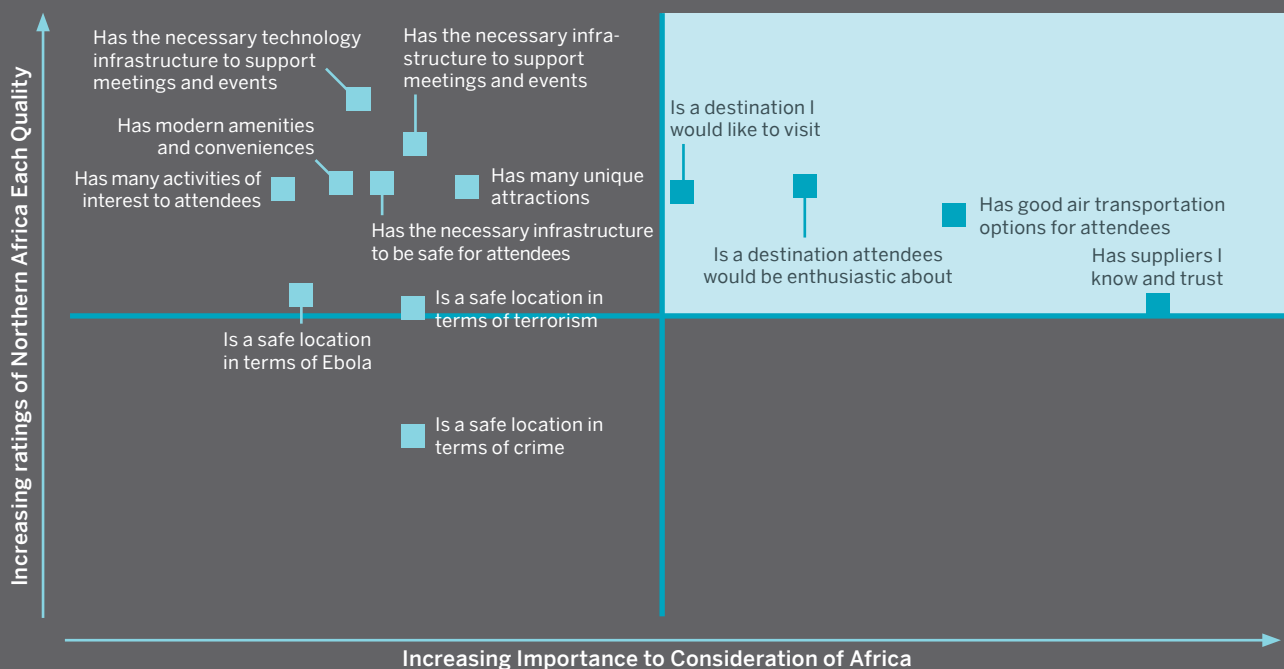 Increasing ratings of Northern Africa Each Quality
Has the necessary technology
infrastructure to support
meetings and events
Has the necessary infra-
structure to support
meetings and events
Has modern amenities
and conveniences
Has many activities of
interest to attendees
Has many unique
attractions
Has the necessary infrastructure
to be safe for attendees
Is a destination I
would like to visit
Is a destination attendees
would be enthusiastic about
Has good air transportation
options for attendees
Has suppliers I
know and trust
Is a safe location in
terms of terrorism
Is a safe location
in terms of Ebola
Is a safe location in
terms of crime
Increasing Importance to Consideration of Africa